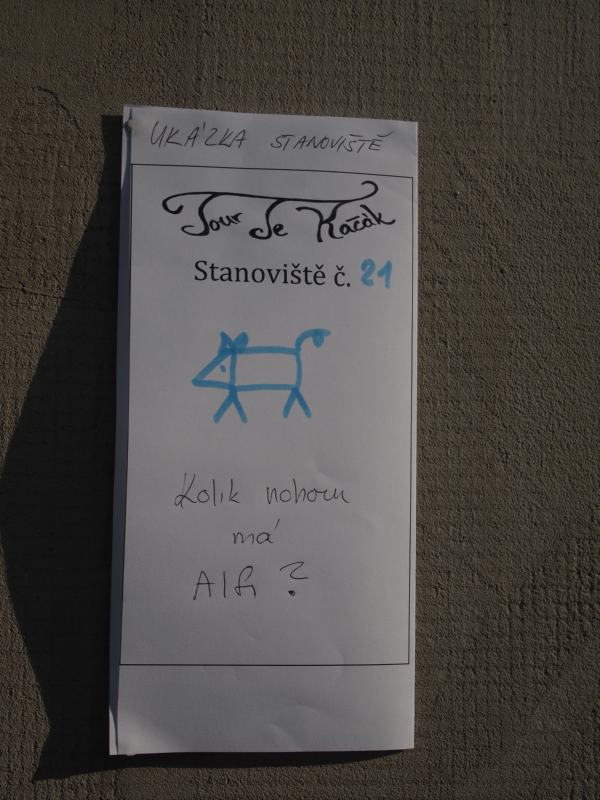 UKÁZKA STANOVIŠTĚ
Tour de Kačák
Stanoviště č. 21
Kolik nohou
má
Alfi ?